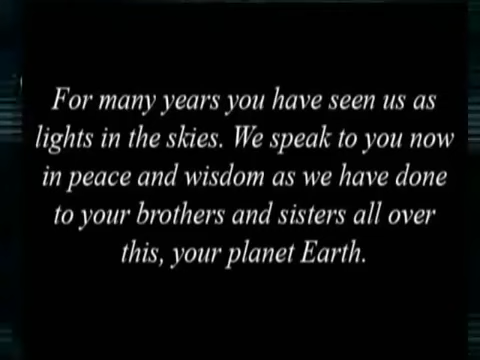 For many years you have seen us as
lights in the skies. We speak to you now
in peace and wisdom as we have done
to your brothers and sisters all over
this, your planet Earth.